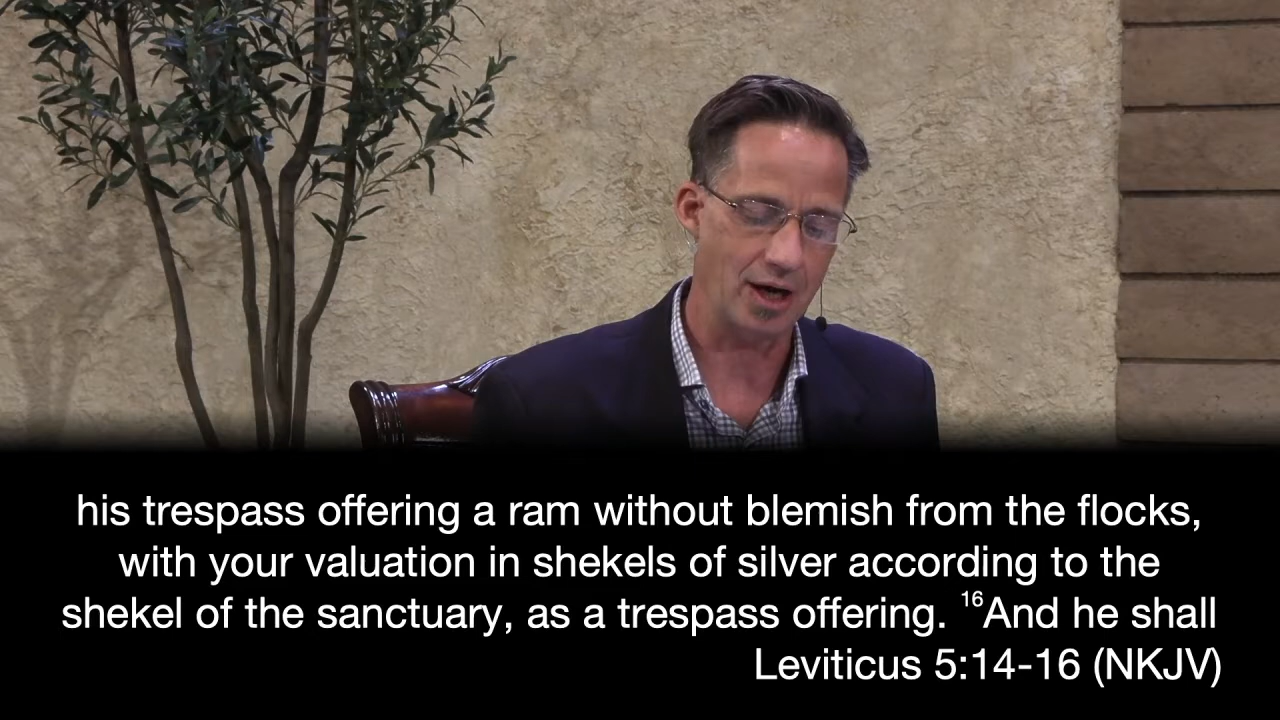 his trespass offering a ram without blemish from the flocks,
with your valuation in shekels of silver according to the
shekel of the sanctuary, as a trespass offering. ¹⁶And he shall
Leviticus 5:14-16 (NKJV)